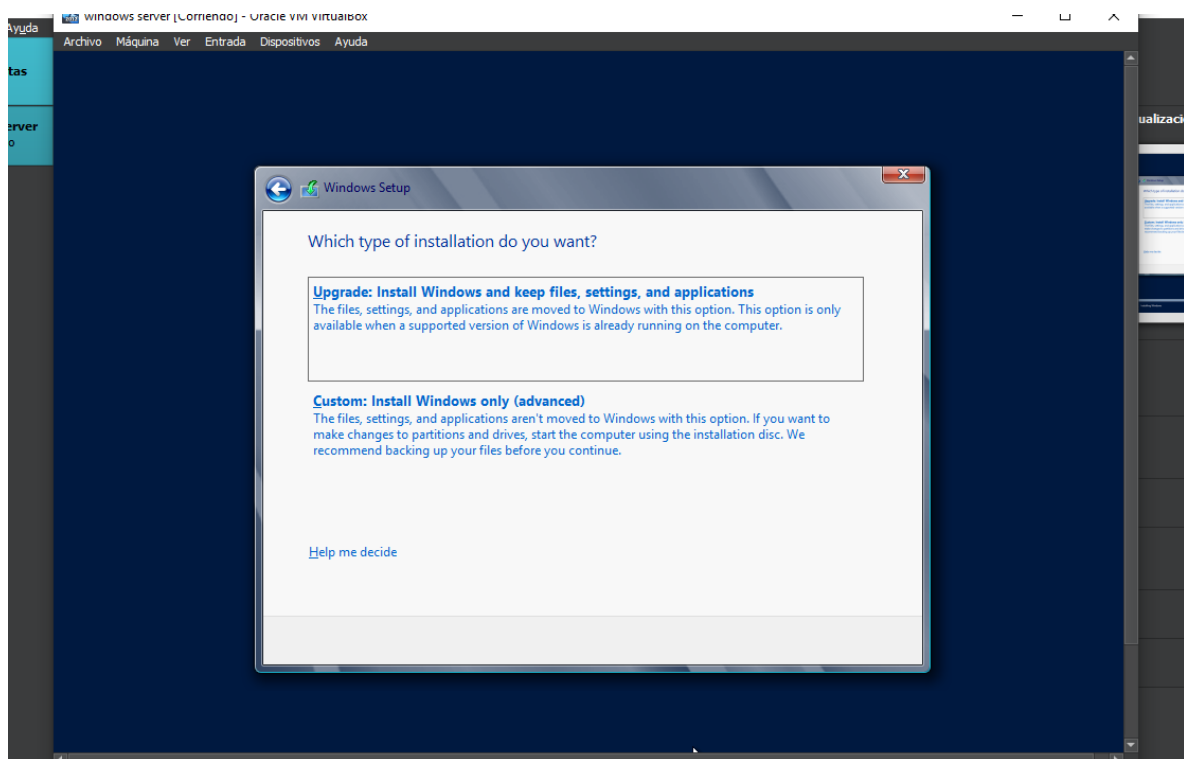 windows server [Corriendo] - Oracle VM VirtualBox
Ayuda
Archivo Máquina Ver Entrada Dispositivos Ayuda
tas
erver
o
ualizaci
Windows Setup
Which type of installation do you want?
Upgrade: Install Windows and keep files, settings, and applications
The files, settings, and applications are moved to Windows with this option. This option is only
available when a supported version of Windows is already running on the computer.
Custom: Install Windows only (advanced)
The files, settings, and applications aren't moved to Windows with this option. If you want to
make changes to partitions and drives, start the computer using the installation disc. We
recommend backing up your files before you continue.
Help me decide